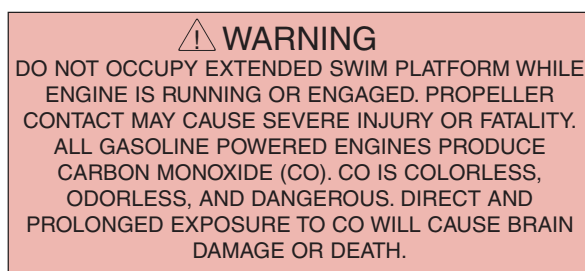 ⚠ WARNING
DO NOT OCCUPY EXTENDED SWIM PLATFORM WHILE
ENGINE IS RUNNING OR ENGAGED. PROPELLER
CONTACT MAY CAUSE SEVERE INJURY OR FATALITY.
ALL GASOLINE POWERED ENGINES PRODUCE
CARBON MONOXIDE (CO). CO IS COLORLESS,
ODORLESS, AND DANGEROUS. DIRECT AND
PROLONGED EXPOSURE TO CO WILL CAUSE BRAIN
DAMAGE OR DEATH.